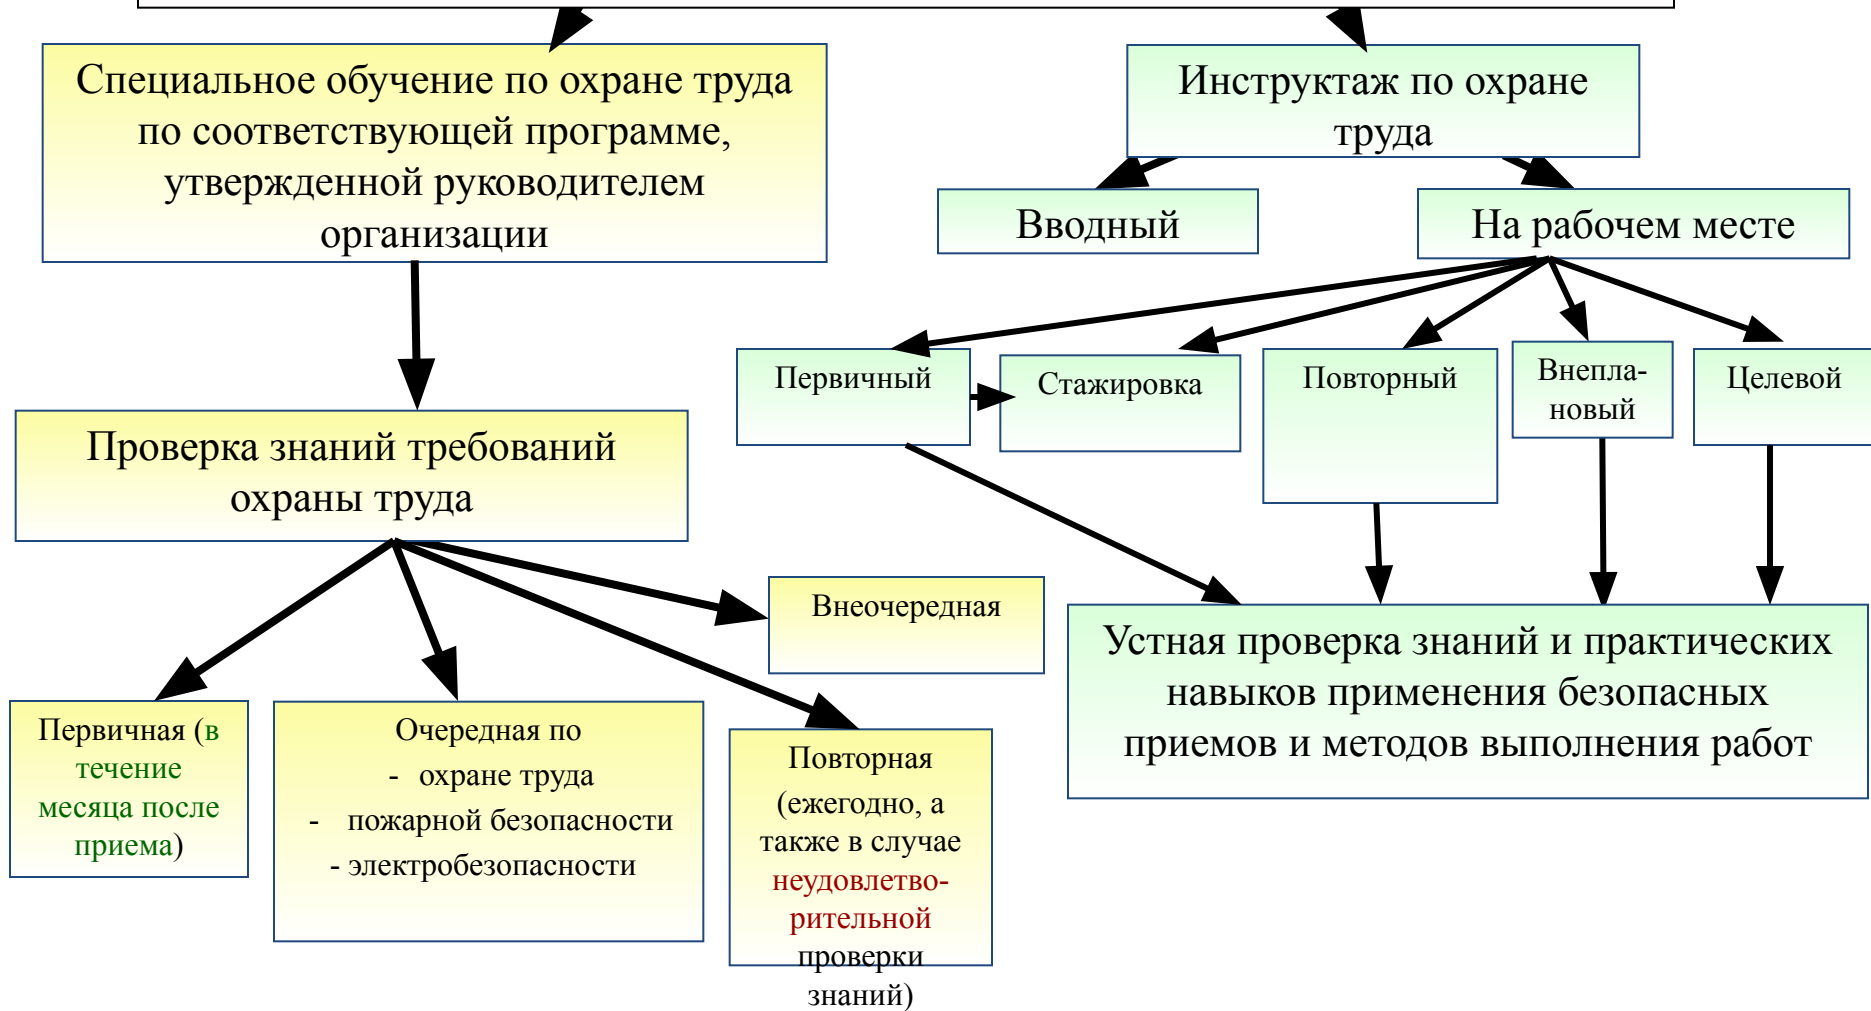 Специальное обучение по охране труда
по соответствующей программе,
утвержденной руководителем
организации
Инструктаж по охране
труда
Вводный
На рабочем месте
Первичный
Стажировка
Повторный
Внепла-
новый
Целевой
Проверка знаний требований
охраны труда
Внеочередная
Устная проверка знаний и практических
навыков применения безопасных
приемов и методов выполнения работ
Первичная (в
течение
месяца после
приема)
Очередная по
- охране труда
- пожарной безопасности
- электробезопасности
Повторная
(ежегодно, а
также в случае
неудовлетво-
рительной
проверки
знаний)